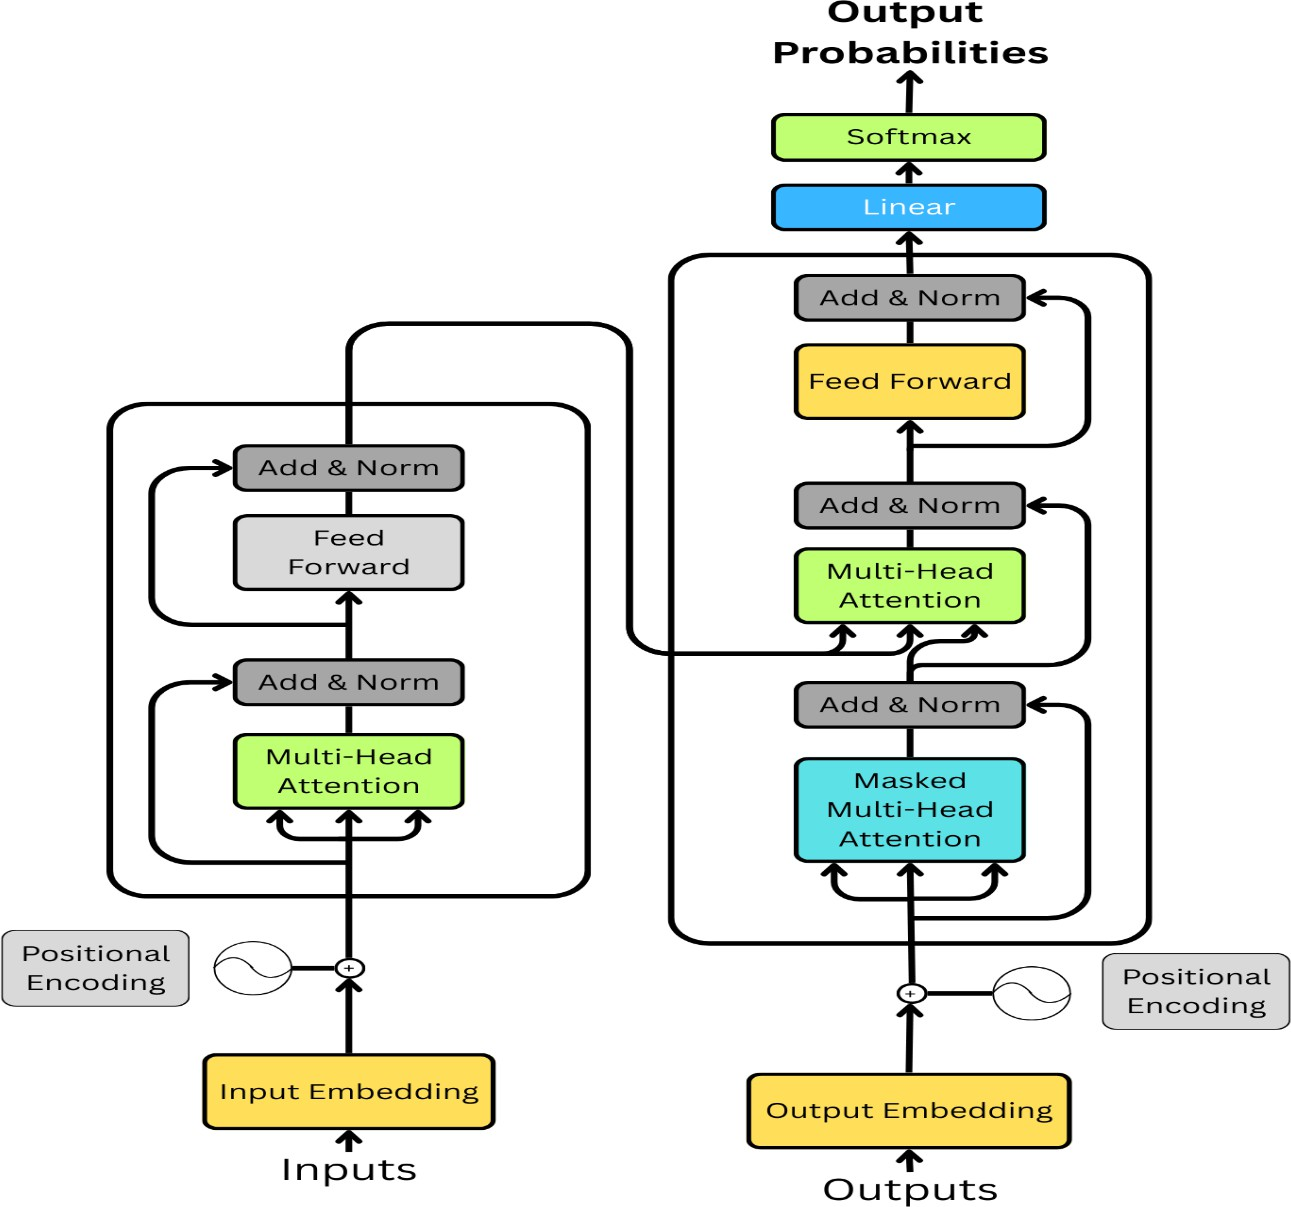 Output
Probabilities
Softmax
Linear
Add & Norm
Feed Forward
Add & Norm
Multi-Head
Attention
Add & Norm
Masked
Multi-Head
Attention
Positional
Encoding
+
Output Embedding
Outputs
Add & Norm
Feed
Forward
Add & Norm
Multi-Head
Attention
Positional
Encoding
+
Input Embedding
Inputs